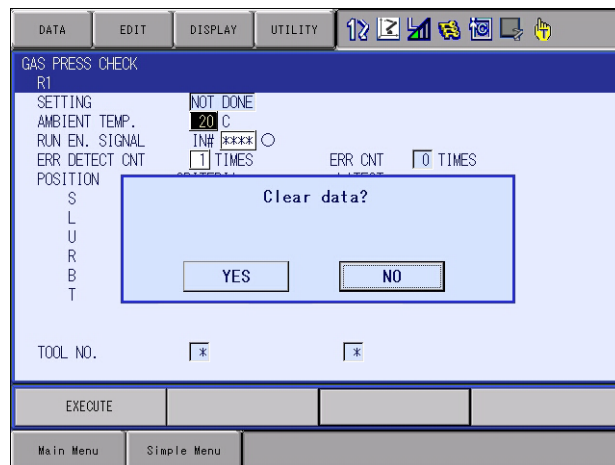 DATA EDIT DISPLAY UTILITY
GAS PRESS CHECK
R1
SETTING NOT DONE
AMBIENT TEMP. 20 C
RUN EN. SIGNAL IN# ****
ERR DETECT CNT 1 TIMES ERR CNT 0 TIMES
POSITION
Clear data?
S
L
U
R
B YES NO
T
TOOL NO. * *
EXECUTE
Main Menu Simple Menu